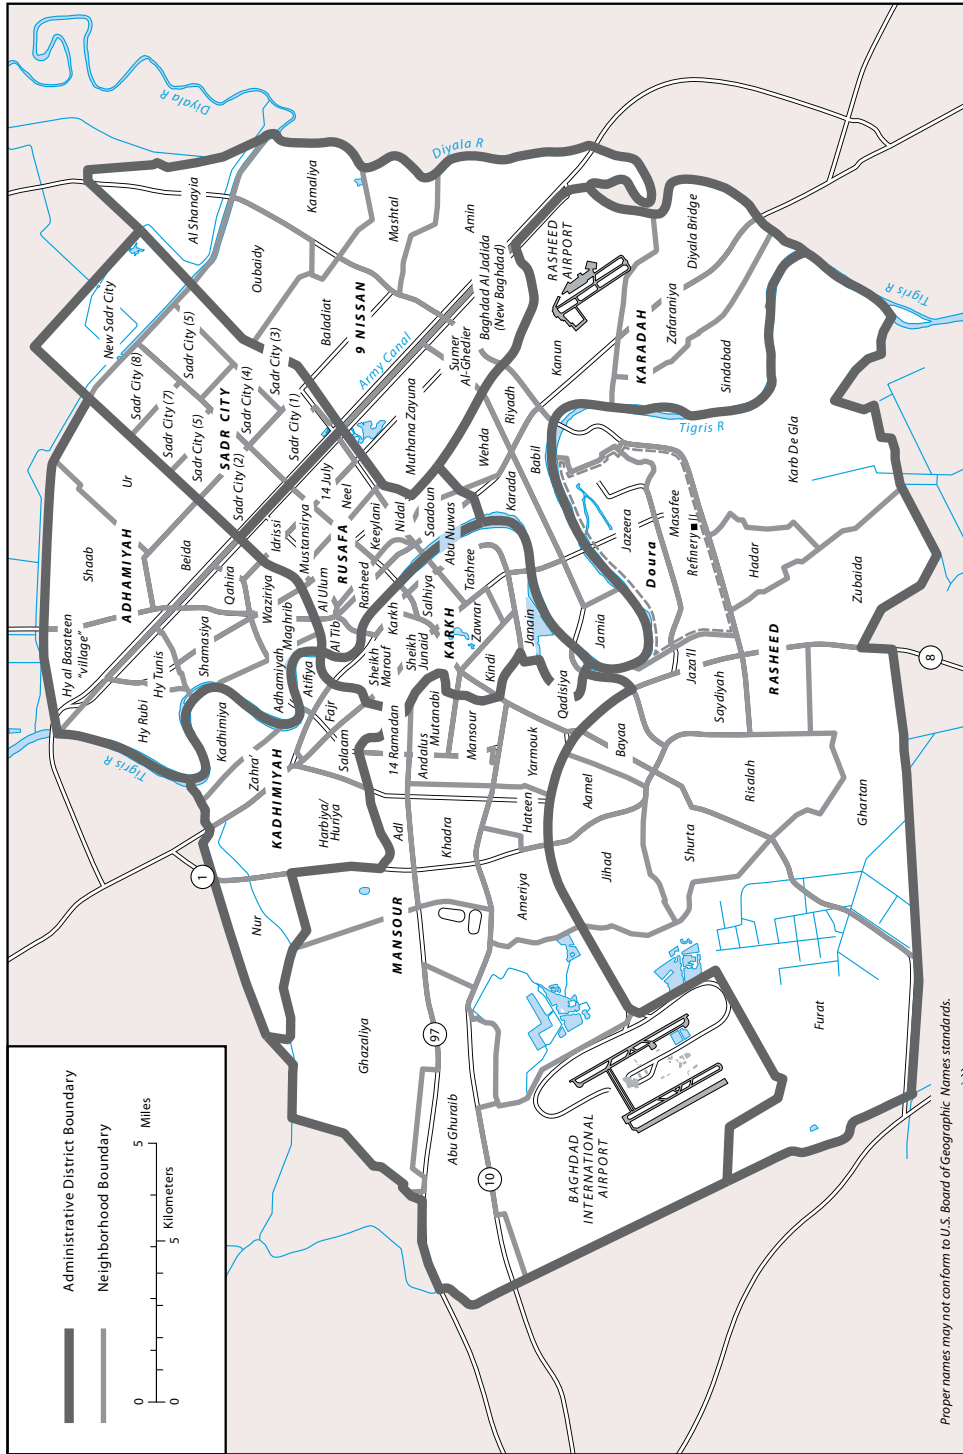 Administrative District Boundary
Neighborhood Boundary
0
5
Miles
0
5
Kilometers
Tigris R
Diyala R
Diyala R
Hy al Basateen
"village"
Shaab
Ur
ADHAMIYAH
Hy Rubi
Hy Tunis
Beida
Shamasiya
Qahira
Waziriya
Maghrib
Adhamiyah
New Sadr City
Sadr City (8)
Sadr City (7)
Sadr City (5)
Sadr City (5)
SADR CITY
Sadr City (4)
Sadr City (3)
Sadr City (2)
Sadr City (1)
Al Shanayia
Kamaliya
Oubaidy
Mashtal
Baladiat
9 NISSAN
Amin
Army Canal
Baghdad Al Jadida
(New Baghdad)
Sumer
Al-Ghedier
Muthana Zayuna
Idrissi
14 July
Mustansirya
Neel
Al Ulum
RUSAFA
Keeylani
Nidal
Al Tib
Rasheed
Saadoun
Abu Nuwas
Kadhimiya
Zahra'
KADHIMIYAH
Atifiya
Fajr
Salaam
Harbiya/
Huriya
Nur
1
Sheikh
Marouf
Karkh
Sheikh
Junaid
Salhiya
KARKH
Tashree
Zawrar
Kindi
Janain
Qadisiya
14 Ramadan
Andalus
Mutanabi
Mansour
Yarmouk
Adl
Khadra
Hateen
MANSOUR
Ameriya
Ghazaliya
97
Abu Ghuraib
10
BAGHDAD
INTERNATIONAL
AIRPORT
Wehda
Riyadh
Karada
Babil
Kanun
RASHEED
AIRPORT
KARADAH
Zafaraniya
Diyala Bridge
Sindabad
Tigris R
Tigris R
Jamia
Jazeera
Doura
Masafee
Refinery
Karb De Gla
Hadar
Zubaida
RASHEED
Jaza'll
Saydiyah
8
Bayaa
Aamel
Jihad
Risalah
Shurta
Ghartan
Furat
Proper names may not conform to U.S. Board of Geographic Names standards.